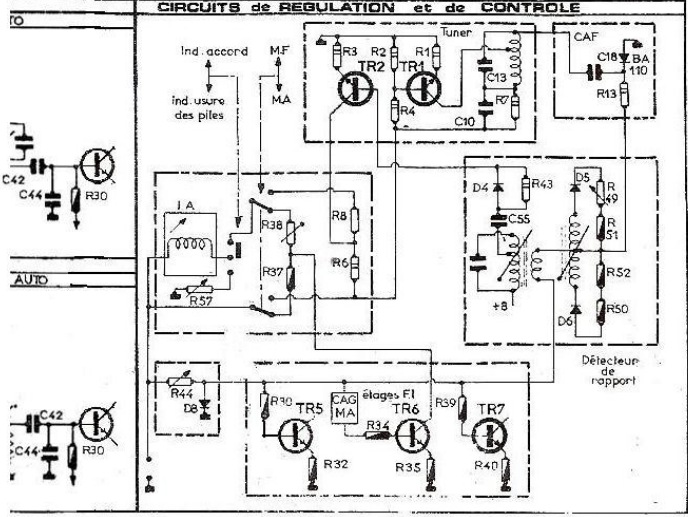 CIRCUITS de REGULATION et de CONTROLE
TO
Ind. accord
M.F
ind. usure
des piles
MA
R3
R2
R1
Tuner
TR2
TR1
C13
R4
C10
R7
CAF
C18
BA
110
R13
C42
C44
R30
1A
R38
R37
R57
R8
R6
D4
R43
C55
+8
D5
R
49
R
51
R52
R50
D6
Détecteur
de
rapport
AUTO
C42
C44
R30
R44
D8
R30
TR5
R32
CAG
MA
étages F.I
R34
TR6
R35
R39
TR7
R40